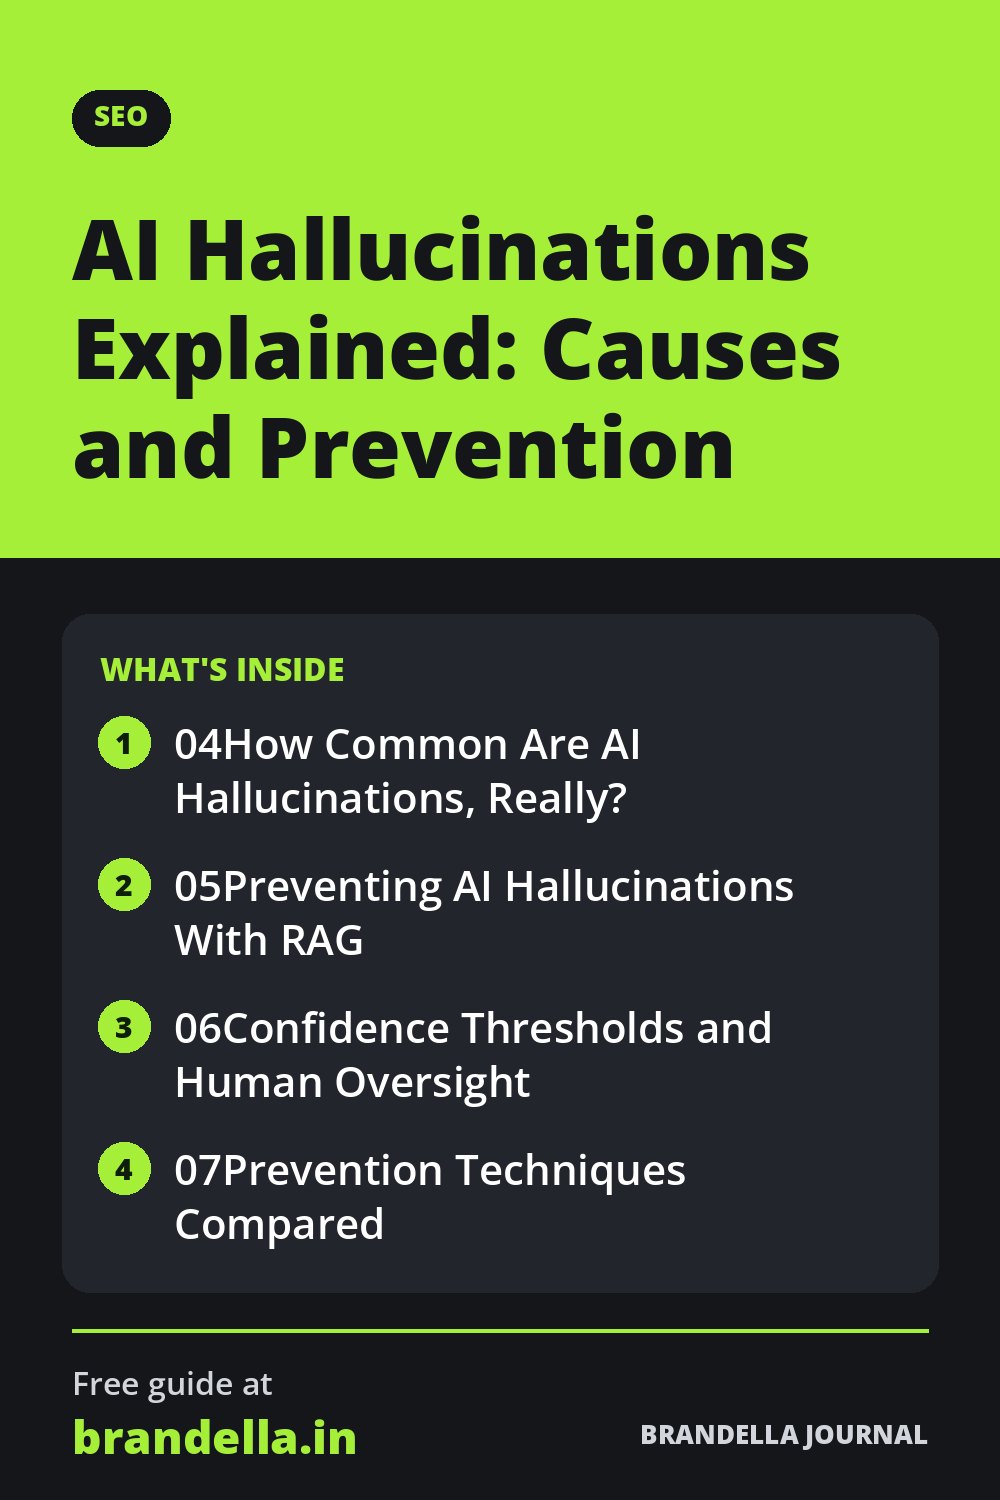 SEO
AI Hallucinations
Explained: Causes
and Prevention
WHAT'S INSIDE
1
04How Common Are AI
Hallucinations, Really?
2
05Preventing AI Hallucinations
With RAG
3
06Confidence Thresholds and
Human Oversight
4
07Prevention Techniques
Compared
Free guide at
brandella.in
BRANDELLA JOURNAL